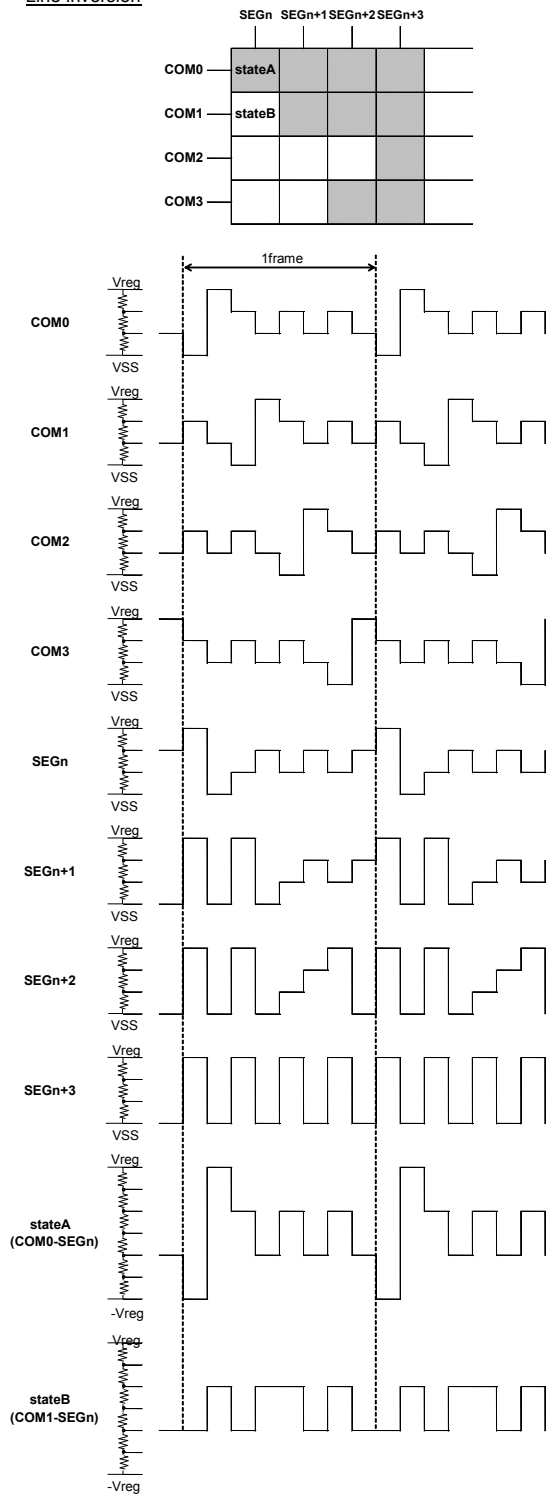 Line inversion
SEGn SEGn+1 SEGn+2 SEGn+3
COM0 stateA
COM1 stateB
COM2
COM3
1frame
Vreg
COM0
VSS
Vreg
COM1
VSS
Vreg
COM2
VSS
Vreg
COM3
VSS
Vreg
SEGn
VSS
Vreg
SEGn+1
VSS
Vreg
SEGn+2
VSS
Vreg
SEGn+3
VSS
Vreg
stateA
(COM0-SEGn)
-Vreg
Vreg
stateB
(COM1-SEGn)
-Vreg